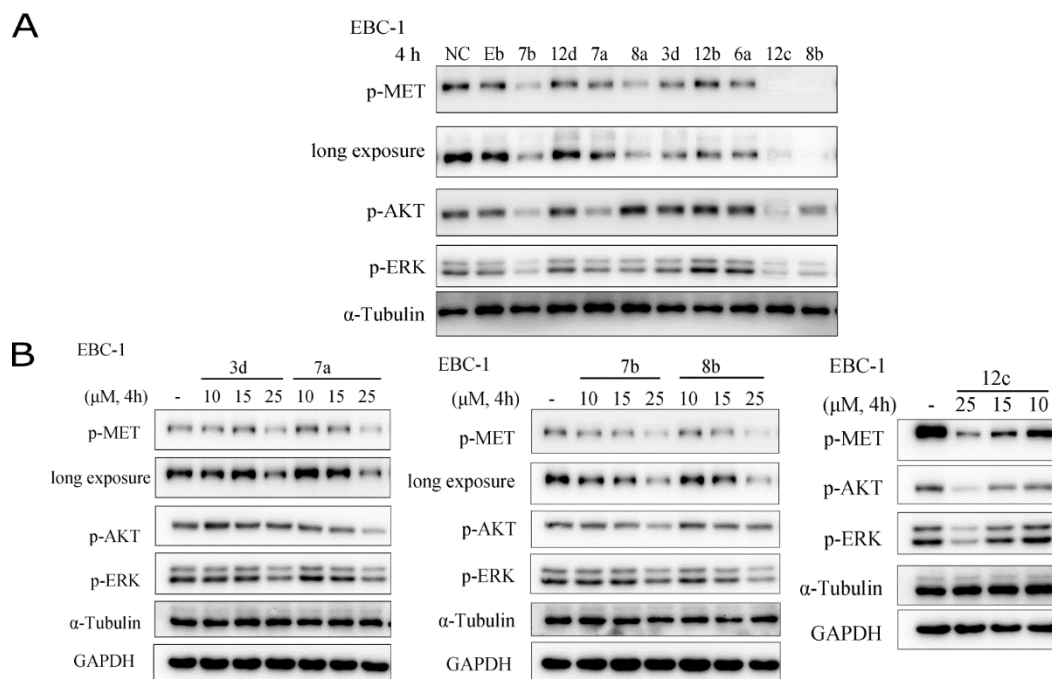 A
EBC-1
4 h NC Eb 7b 12d 7a 8a 3d 12b 6a 12c 8b
p-MET
long exposure
p-AKT
p-ERK
α-Tubulin
B
EBC-1
3d 7a
(μM, 4h) - 10 15 25 10 15 25
p-MET
long exposure
p-AKT
p-ERK
α-Tubulin
GAPDH
EBC-1
7b 8b
(μM, 4h) - 10 15 25 10 15 25
p-MET
long exposure
p-AKT
p-ERK
α-Tubulin
GAPDH
EBC-1
12c
(μM, 4h) - 25 15 10
p-MET
p-AKT
p-ERK
α-Tubulin
GAPDH